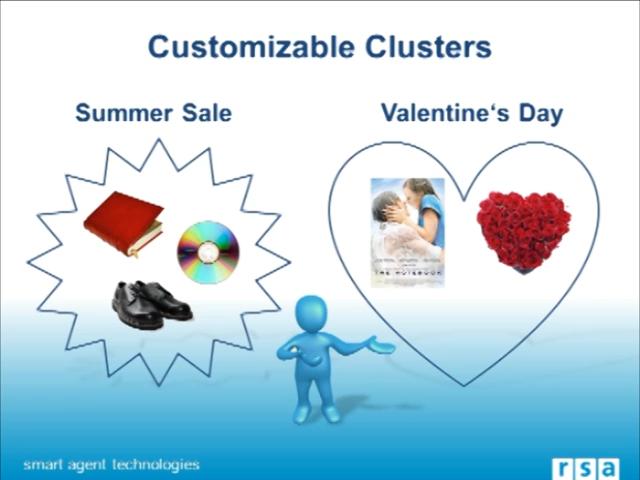 Customizable Clusters
Summer Sale
Valentine‘s Day
THE NOTEBOOK
smart agent technologies
rsa